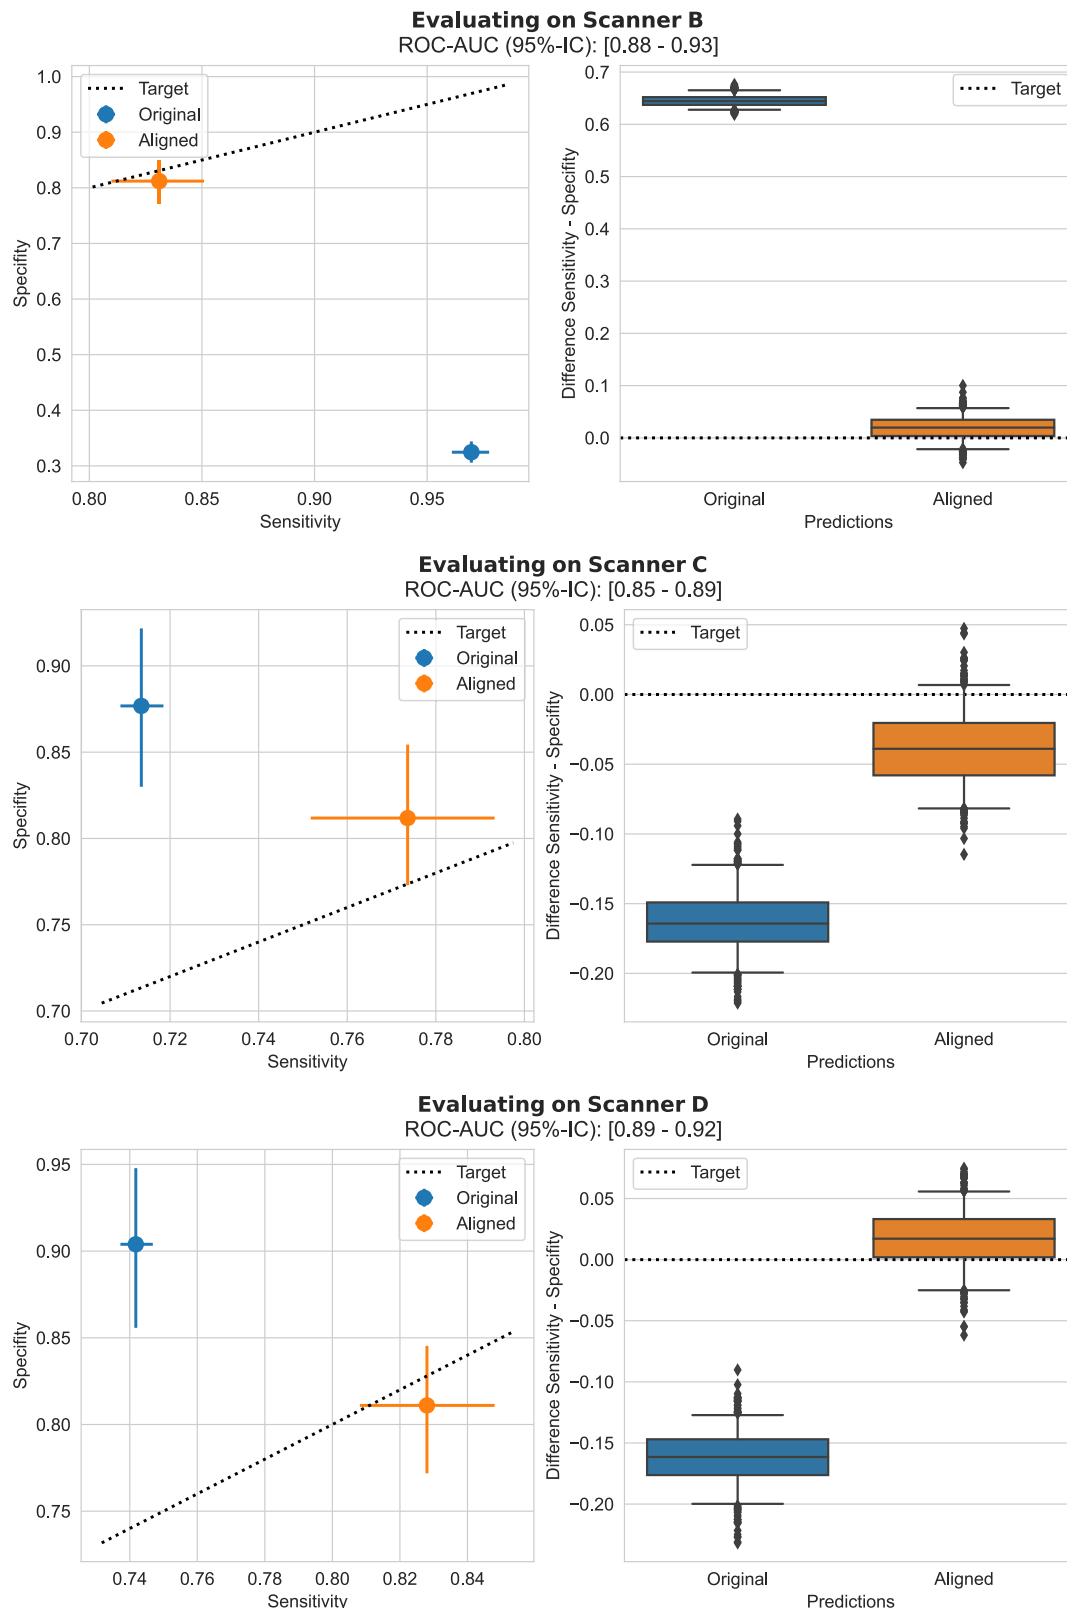 Evaluating on Scanner B
ROC-AUC (95%-IC): [0.88 - 0.93]
Target
Original
Aligned
1.0
0.9
0.8
0.7
0.6
0.5
0.4
0.3
Specifity
0.80
0.85
0.90
0.95
Sensitivity
Target
0.7
0.6
0.5
0.4
0.3
0.2
0.1
0.0
Difference Sensitivity - Specifity
Original
Aligned
Predictions
Evaluating on Scanner C
ROC-AUC (95%-IC): [0.85 - 0.89]
Target
Original
Aligned
0.90
0.85
0.80
0.75
0.70
Specifity
0.70
0.72
0.74
0.76
0.78
0.80
Sensitivity
Target
0.05
0.00
−0.05
−0.10
−0.15
−0.20
Difference Sensitivity - Specifity
Original
Aligned
Predictions
Evaluating on Scanner D
ROC-AUC (95%-IC): [0.89 - 0.92]
Target
Original
Aligned
0.95
0.90
0.85
0.80
0.75
Specifity
0.74
0.76
0.78
0.80
0.82
0.84
Sensitivity
Target
0.05
0.00
−0.05
−0.10
−0.15
−0.20
Difference Sensitivity - Specifity
Original
Aligned
Predictions